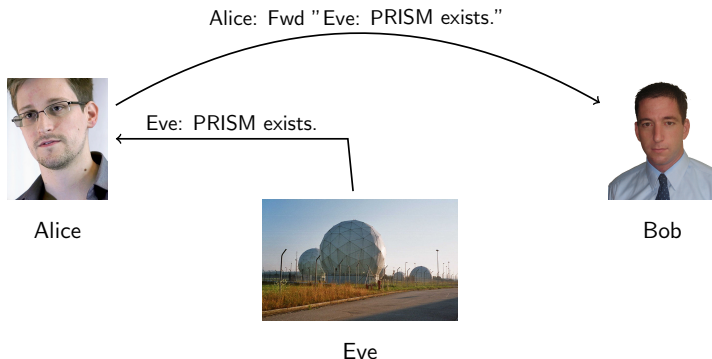 Alice: Fwd "Eve: PRISM exists."
Eve: PRISM exists.
Alice
Bob
Eve